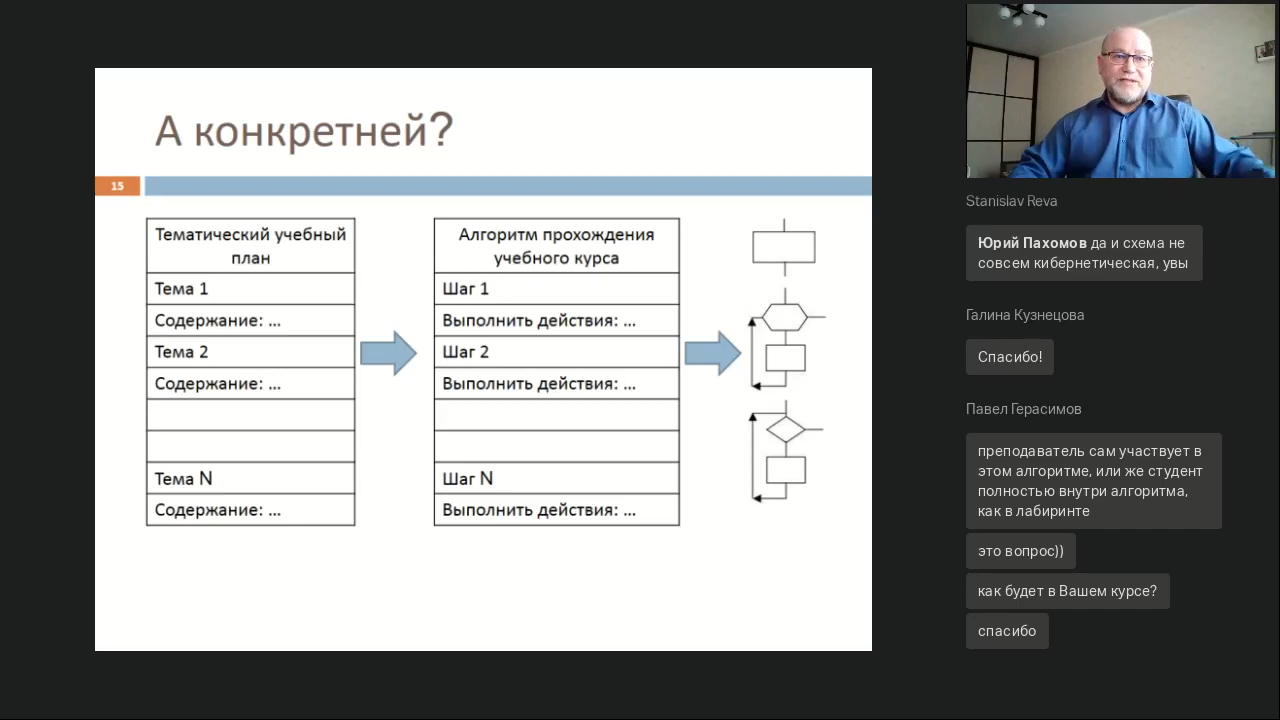 А конкретней?
15
Тематический учебный
план
Тема 1
Содержание: ...
Тема 2
Содержание: ...
Тема N
Содержание: ...
Алгоритм прохождения
учебного курса
Шаг 1
Выполнить действия: ...
Шаг 2
Выполнить действия: ...
Шаг N
Выполнить действия: ...
Stanislav Reva
Юрий Пахомов да и схема не
совсем кибернетическая, увы
Галина Кузнецова
Спасибо!
Павел Герасимов
преподаватель сам участвует в
этом алгоритме, или же студент
полностью внутри алгоритма,
как в лабиринте
это вопрос))
как будет в Вашем курсе?
спасибо